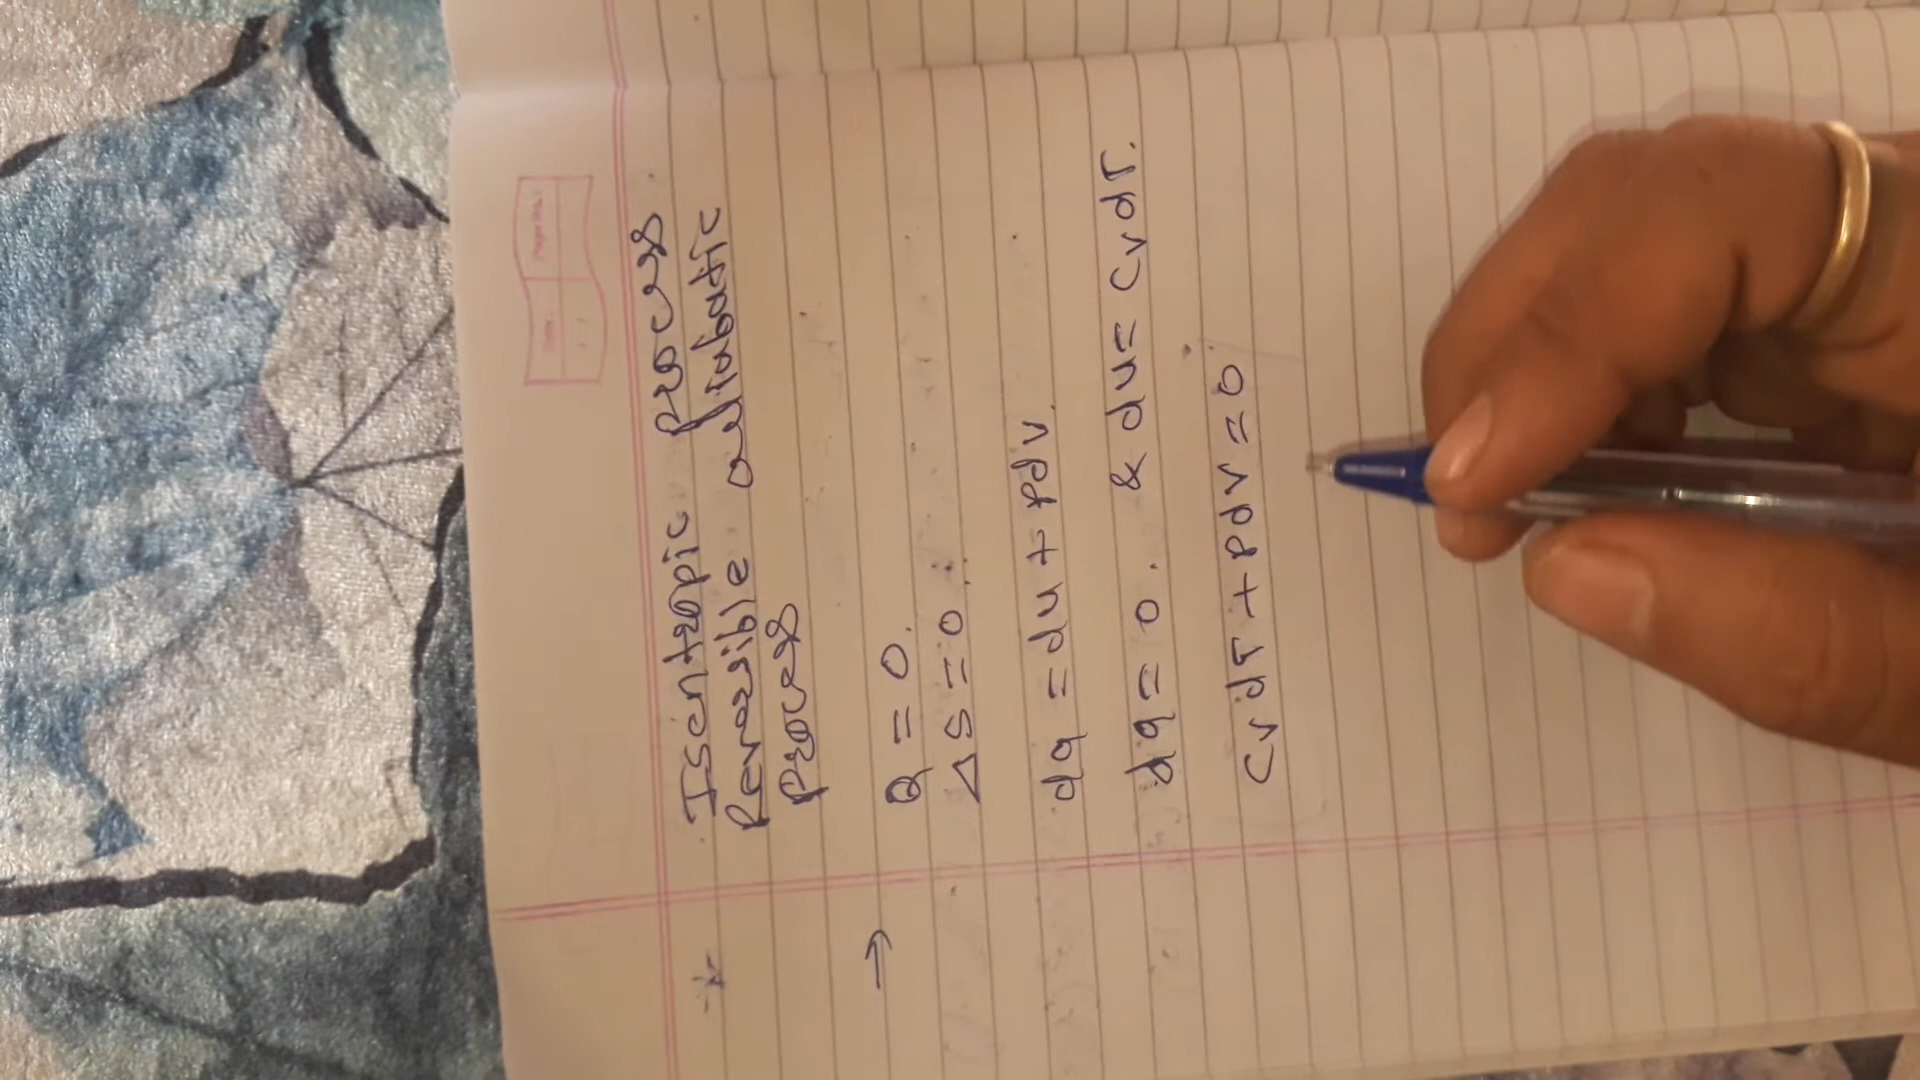 * Isentropic process
Reversible adiabatic
process
→ Q = 0.
Δs = 0.
dq = du + pdv
dq = 0. & du = CvdT.
CvdT + pdv = 0